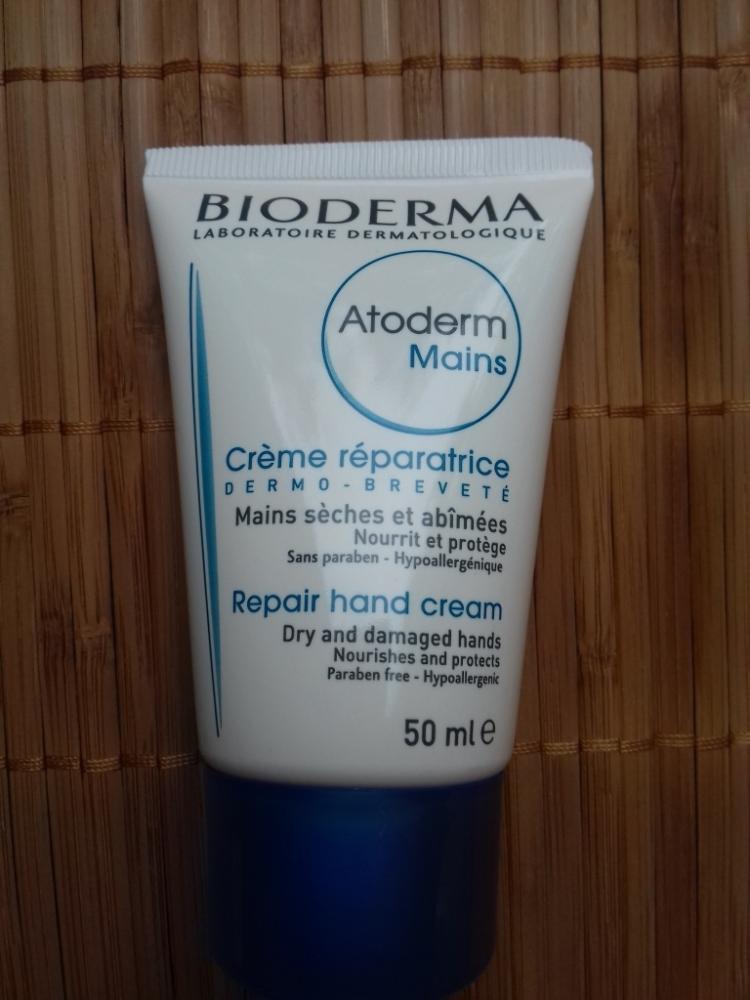 BIODERMA
LABORATOIRE DERMATOLOGIQUE
Atoderm
Mains
Crème réparatrice
DERMO-BREVETÉ
Mains sèches et abîmées
Nourrit et protège
Sans paraben - Hypoallergénique
Repair hand cream
Dry and damaged hands
Nourishes and protects
Paraben free - Hypoallergenic
50 ml e